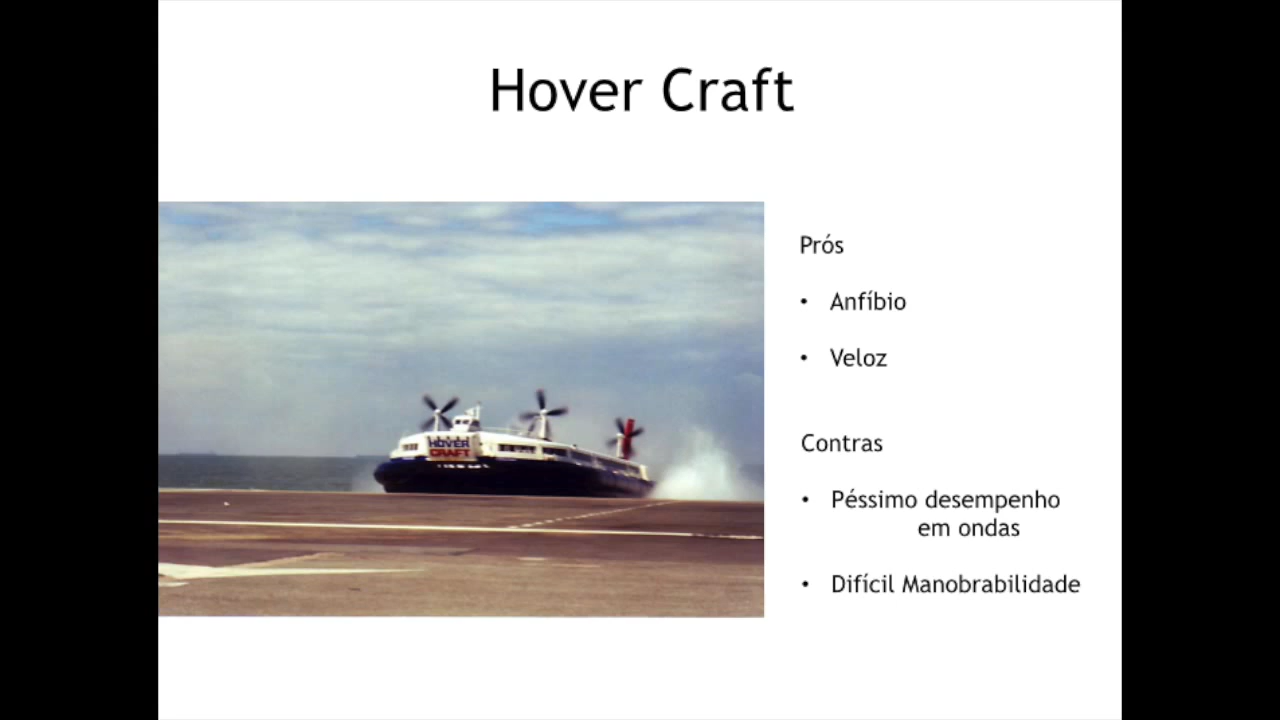 Hover Craft
HOVER
CRAFT
Prós
• Anfíbio
• Veloz
Contras
• Péssimo desempenho
em ondas
• Difícil Manobrabilidade